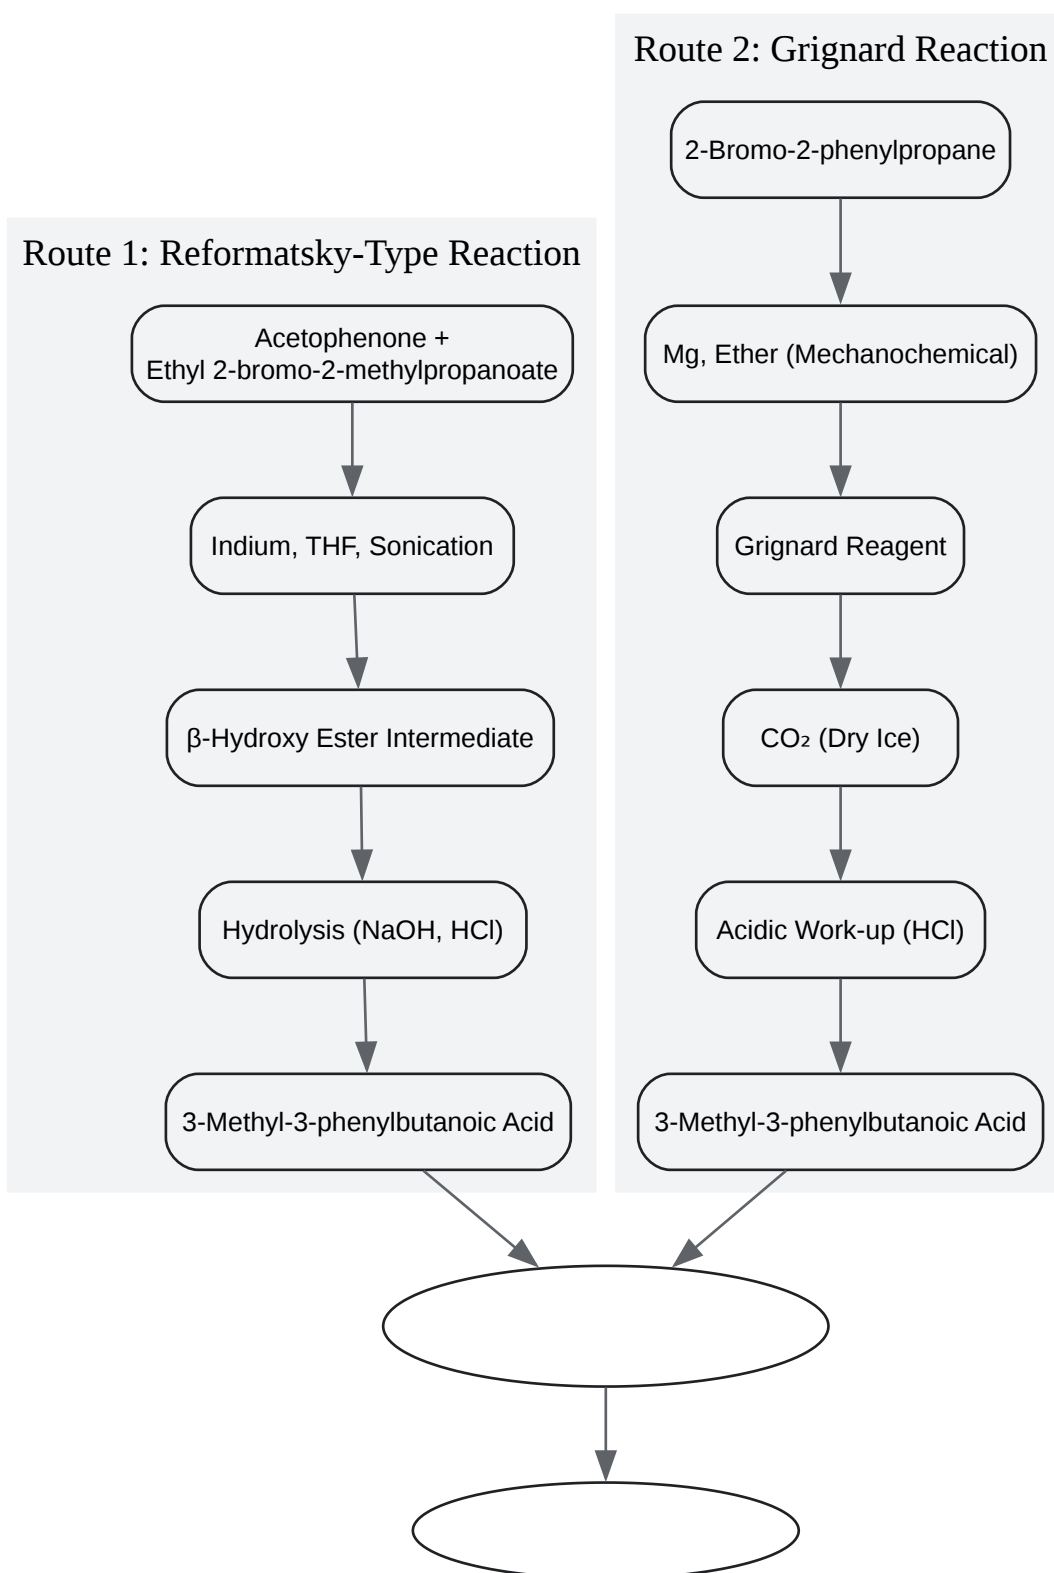 Route 2: Grignard Reaction
2-Bromo-2-phenylpropane
Route 1: Reformatsky-Type Reaction
Acetophenone +
Ethyl 2-bromo-2-methylpropanoate
Mg, Ether (Mechanochemical)
Indium, THF, Sonication
Grignard Reagent
β-Hydroxy Ester Intermediate
CO₂ (Dry Ice)
Hydrolysis (NaOH, HCl)
Acidic Work-up (HCl)
3-Methyl-3-phenylbutanoic Acid
3-Methyl-3-phenylbutanoic Acid